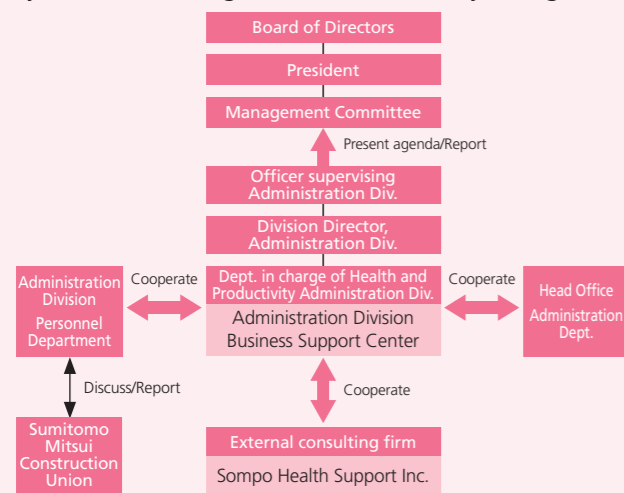 Board of Directors
President
Management Committee
Present agenda/Report
Officer supervising
Administration Div.
Division Director,
Administration Div.
Administration
Division
Personnel
Department
Cooperate
Dept. in charge of Health and
Productivity Administration Div.
Administration Division
Business Support Center
Cooperate
Head Office
Administration
Dept.
Discuss/Report
Cooperate
Sumitomo
Mitsui
Construction
Union
External consulting firm
Sompo Health Support Inc.